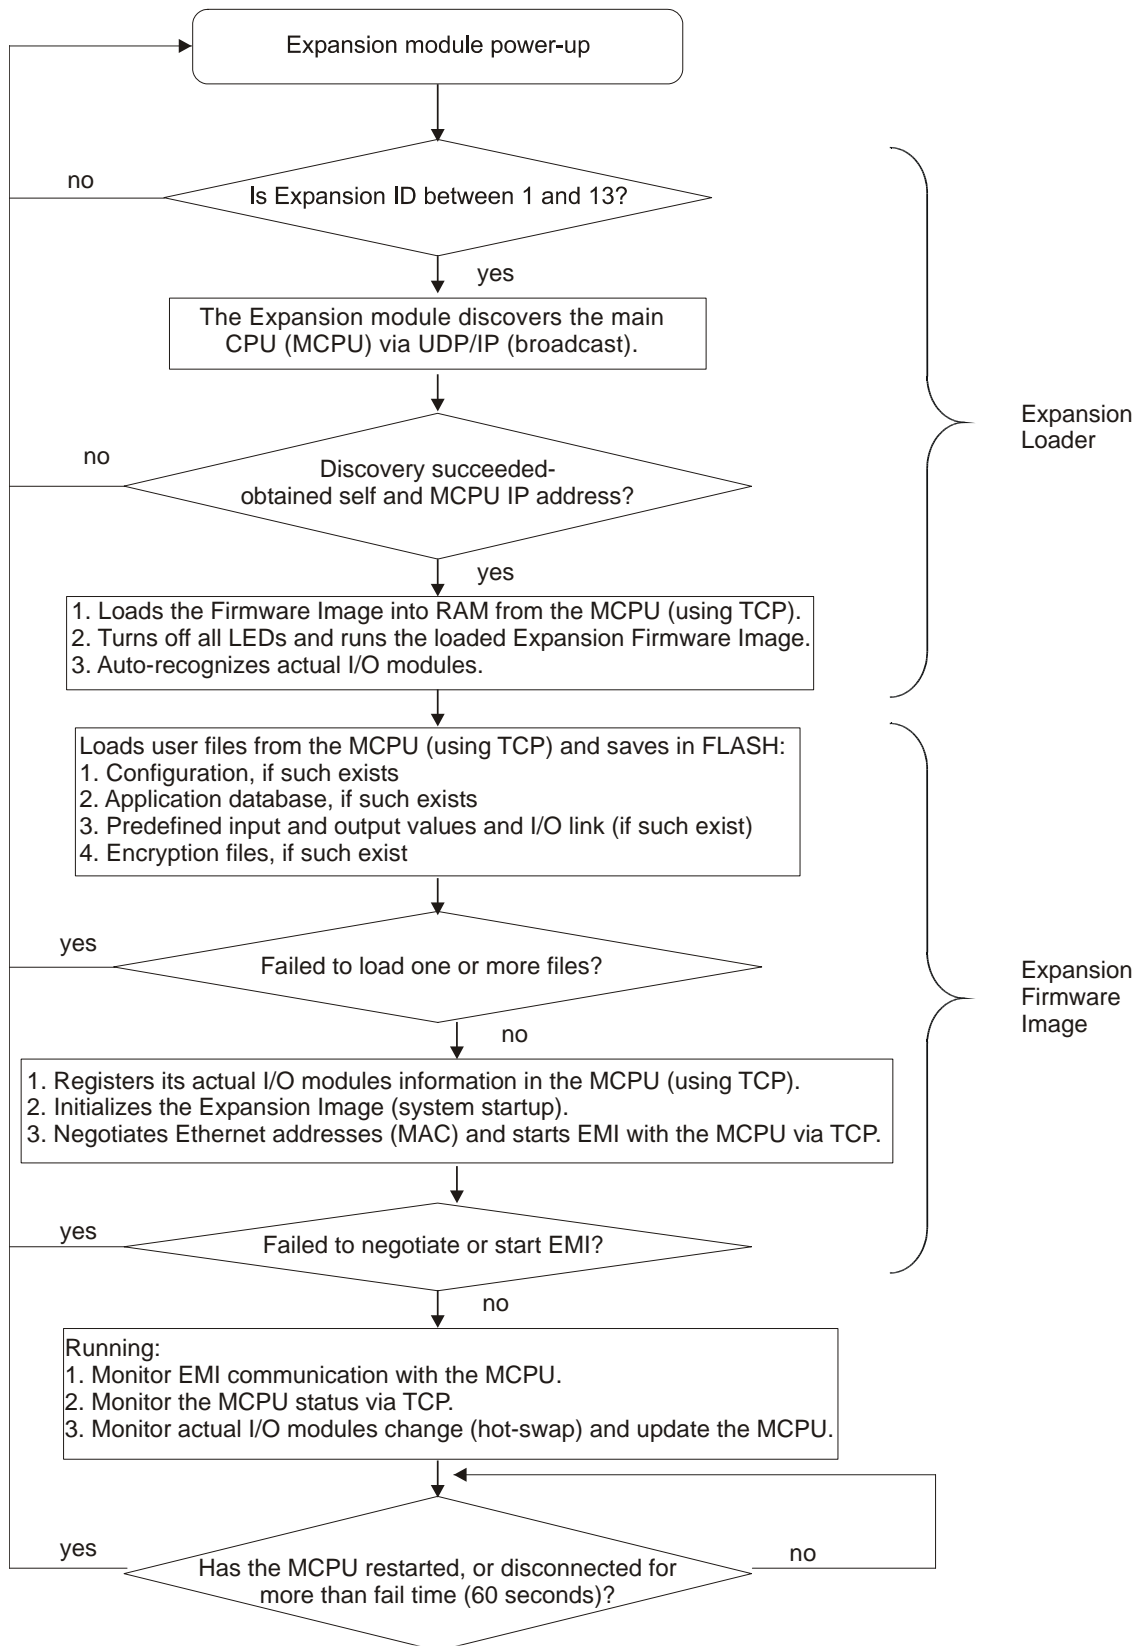 Expansion module power-up
no
Is Expansion ID between 1 and 13?
yes
The Expansion module discovers the main
CPU (MCPU) via UDP/IP (broadcast).
Expansion
Loader
no
Discovery succeeded-
obtained self and MCPU IP address?
yes
1. Loads the Firmware Image into RAM from the MCPU (using TCP).
2. Turns off all LEDs and runs the loaded Expansion Firmware Image.
3. Auto-recognizes actual I/O modules.
Loads user files from the MCPU (using TCP) and saves in FLASH:
1. Configuration, if such exists
2. Application database, if such exists
3. Predefined input and output values and I/O link (if such exist)
4. Encryption files, if such exist
yes
Failed to load one or more files?
Expansion
Firmware
Image
no
1. Registers its actual I/O modules information in the MCPU (using TCP).
2. Initializes the Expansion Image (system startup).
3. Negotiates Ethernet addresses (MAC) and starts EMI with the MCPU via TCP.
yes
Failed to negotiate or start EMI?
no
Running:
1. Monitor EMI communication with the MCPU.
2. Monitor the MCPU status via TCP.
3. Monitor actual I/O modules change (hot-swap) and update the MCPU.
yes
Has the MCPU restarted, or disconnected for
more than fail time (60 seconds)?
no